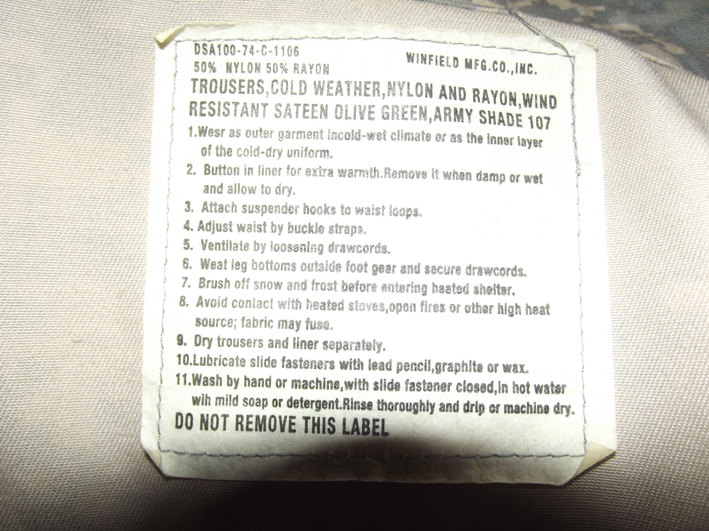 DSA100-74-C-1106
WINFIELD MFG.CO.,INC.
50% NYLON 50% RAYON
TROUSERS,COLD WEATHER,NYLON AND RAYON,WIND
RESISTANT SATEEN OLIVE GREEN,ARMY SHADE 107
1.Wesr as outer garment incold-wet climate or as the inner layer
of the cold-dry uniform.
2. Button in liner for extra warmth.Remove it when damp or wet
and allow to dry.
3. Attach suspender hooks to waist loops.
4. Adjust waist by buckle straps.
5. Ventilate by loosening drawcords.
6. Weat leg bottoms outside foot gear and secure drawcords.
7. Brush off snow and frost before entering heated shelter.
8. Avoid contact with heated stoves,open fires or other high heat
source; fabric may fuse.
9. Dry trousers and liner separately.
10.Lubricate slide fasteners with lead pencil,graphite or wax.
11.Wash by hand or machine,with slide fastener closed,in hot water
wih mild soap or detergent.Rinse thoroughly and drip or machine dry.
DO NOT REMOVE THIS LABEL